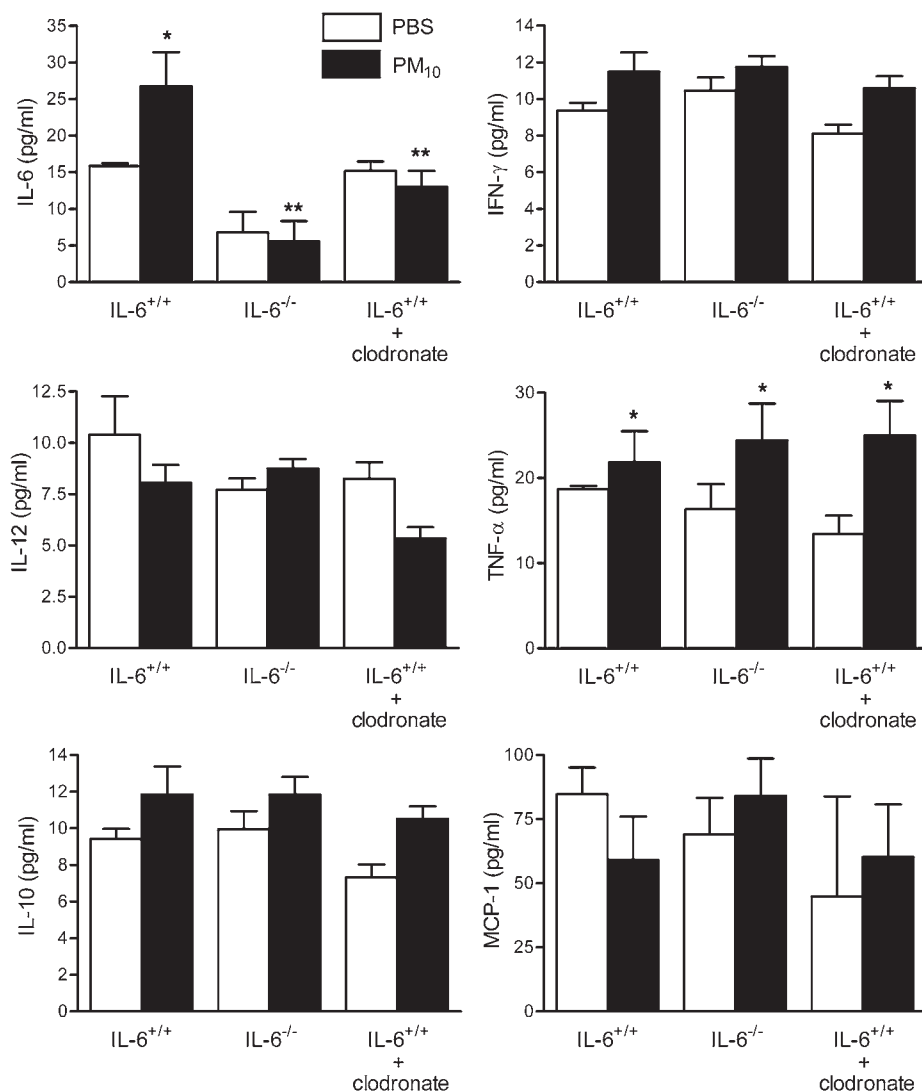 PBS
PM₁₀
IL-6 (pg/ml)
35
30
25
20
15
10
5
0
*
**
**
IL-6⁺/⁺
IL-6⁻/⁻
IL-6⁺/⁺
+
clodronate
IFN-γ (pg/ml)
14
12
10
8
6
4
2
0
IL-6⁺/⁺
IL-6⁻/⁻
IL-6⁺/⁺
+
clodronate
IL-12 (pg/ml)
12.5
10.0
7.5
5.0
2.5
0.0
IL-6⁺/⁺
IL-6⁻/⁻
IL-6⁺/⁺
+
clodronate
TNF-α (pg/ml)
30
20
10
0
*
*
*
IL-6⁺/⁺
IL-6⁻/⁻
IL-6⁺/⁺
+
clodronate
IL-10 (pg/ml)
14
12
10
8
6
4
2
0
IL-6⁺/⁺
IL-6⁻/⁻
IL-6⁺/⁺
+
clodronate
MCP-1 (pg/ml)
100
75
50
25
0
IL-6⁺/⁺
IL-6⁻/⁻
IL-6⁺/⁺
+
clodronate